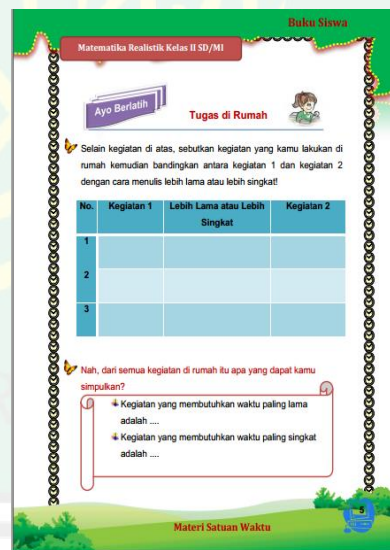 Buku Siswa
Matematika Realistik Kelas II SD/MI
Ayo Berlatih
Tugas di Rumah
Selain kegiatan di atas, sebutkan kegiatan yang kamu lakukan di
rumah kemudian bandingkan antara kegiatan 1 dan kegiatan 2
dengan cara menulis lebih lama atau lebih singkat!
No. Kegiatan 1 Lebih Lama atau Lebih Kegiatan 2
Singkat
1
2
3
Nah, dari semua kegiatan di rumah itu apa yang dapat kamu
simpulkan?
Kegiatan yang membutuhkan waktu paling lama
adalah ....
Kegiatan yang membutuhkan waktu paling singkat
adalah ....
5
Materi Satuan Waktu